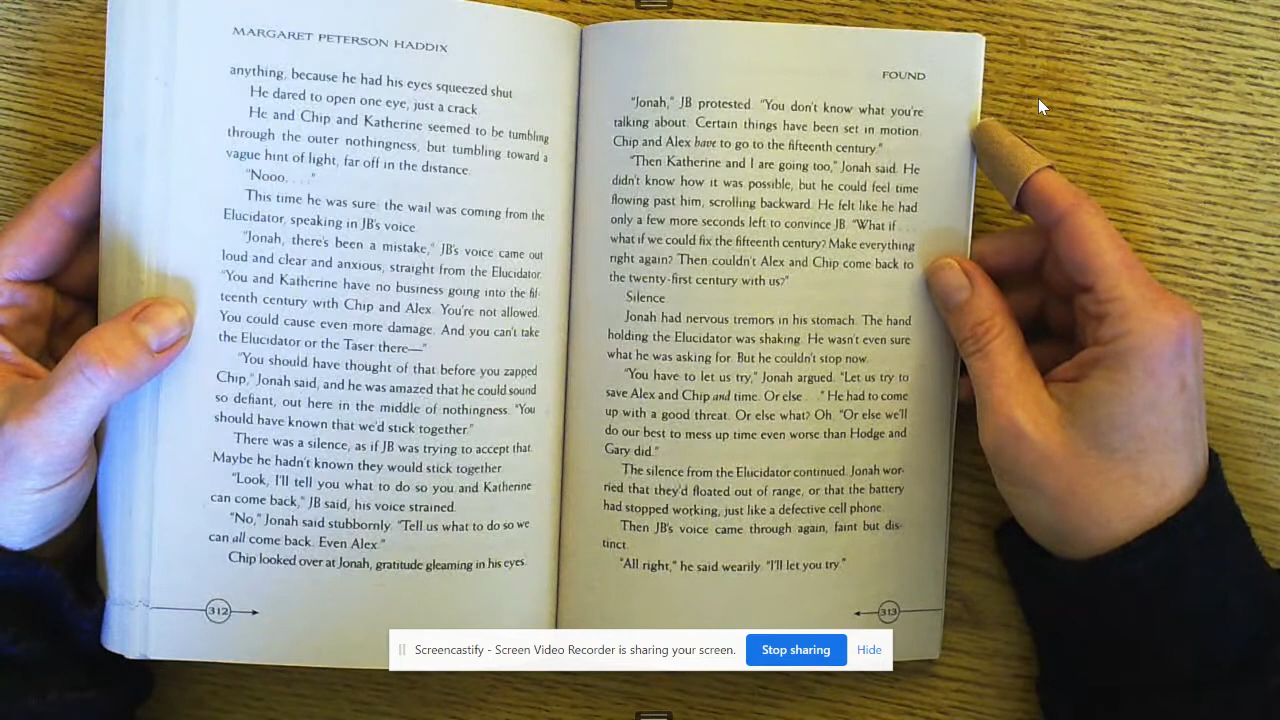 MARGARET PETERSON HADDIX
anything, because he had his eyes squeezed shut.
He dared to open one eye, just a crack.
He and Chip and Katherine seemed to be tumbling
through the outer nothingness, but tumbling toward a
vague hint of light, far off in the distance.
"Nooo. . . ."
This time he was sure: the wail was coming from the
Elucidator, speaking in JB's voice.
"Jonah, there's been a mistake," JB's voice came out
loud and clear and anxious, straight from the Elucidator.
"You and Katherine have no business going into the fif-
teenth century with Chip and Alex. You're not allowed.
You could cause even more damage. And you can't take
the Elucidator or the Taser there—"
"You should have thought of that before you zapped
Chip," Jonah said, and he was amazed that he could sound
so defiant, out here in the middle of nothingness. "You
should have known that we'd stick together."
There was a silence, as if JB was trying to accept that.
Maybe he hadn't known they would stick together.
"Look, I'll tell you what to do so you and Katherine
can come back," JB said, his voice strained.
"No," Jonah said stubbornly. "Tell us what to do so we
can all come back. Even Alex."
Chip looked over at Jonah, gratitude gleaming in his eyes.
312
FOUND
"Jonah," JB protested. "You don't know what you're
talking about. Certain things have been set in motion.
Chip and Alex have to go to the fifteenth century."
"Then Katherine and I are going too," Jonah said. He
didn't know how it was possible, but he could feel time
flowing past him, scrolling backward. He felt like he had
only a few more seconds left to convince JB. "What if . . .
what if we could fix the fifteenth century? Make everything
right again? Then couldn't Alex and Chip come back to
the twenty-first century with us?"
Silence.
Jonah had nervous tremors in his stomach. The hand
holding the Elucidator was shaking. He wasn't even sure
what he was asking for. But he couldn't stop now.
"You have to let us try," Jonah argued. "Let us try to
save Alex and Chip and time. Or else . . ." He had to come
up with a good threat. Or else what? Oh. "Or else we'll
do our best to mess up time even worse than Hodge and
Gary did."
The silence from the Elucidator continued. Jonah wor-
ried that they'd floated out of range, or that the battery
had stopped working, just like a defective cell phone.
Then JB's voice came through again, faint but dis-
tinct.
"All right," he said wearily. "I'll let you try."
313
Screencastify - Screen Video Recorder is sharing your screen.
Stop sharing
Hide